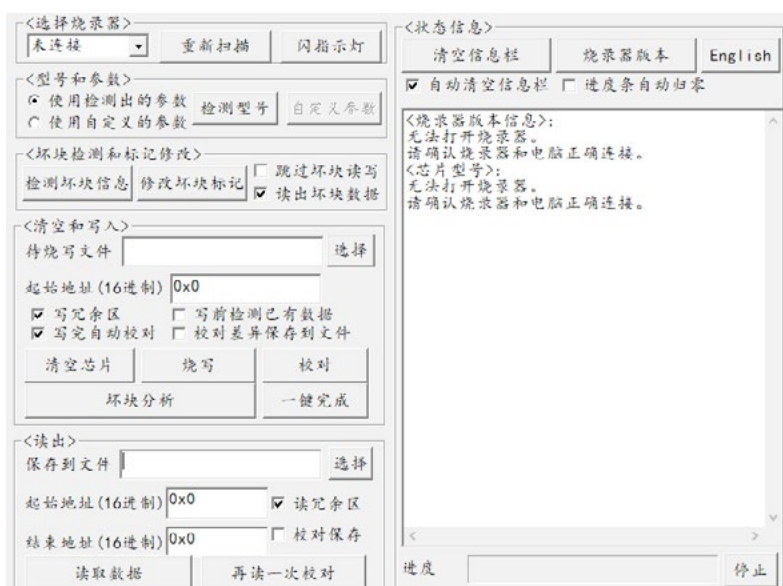 <选择烧录器>
未连接 重新扫描 闪指示灯
<型号和参数>
使用检测出的参数
使用自定义的参数
检测型号 自定义参数
<坏块检测和标记修改>
检测坏块信息 修改坏块标记
跳过坏块读写
读出坏块数据
<清空和写入>
待烧写文件 选择
起始地址(16进制) 0x0
写冗余区 写前检测已有数据
写完自动校对 校对差异保存到文件
清空芯片 烧写 校对
坏块分析 一键完成
<读出>
保存到文件 选择
起始地址(16进制) 0x0 读冗余区
结束地址(16进制) 0x0 校对保存
读取数据 再读一次校对
<状态信息>
清空信息栏 烧录器版本 English
自动清空信息栏 进度条自动归零
<烧录器版本信息>:
无法打开烧录器。
请确认烧录器和电脑正确连接。
<芯片型号>:
无法打开烧录器。
请确认烧录器和电脑正确连接。
进度 停止